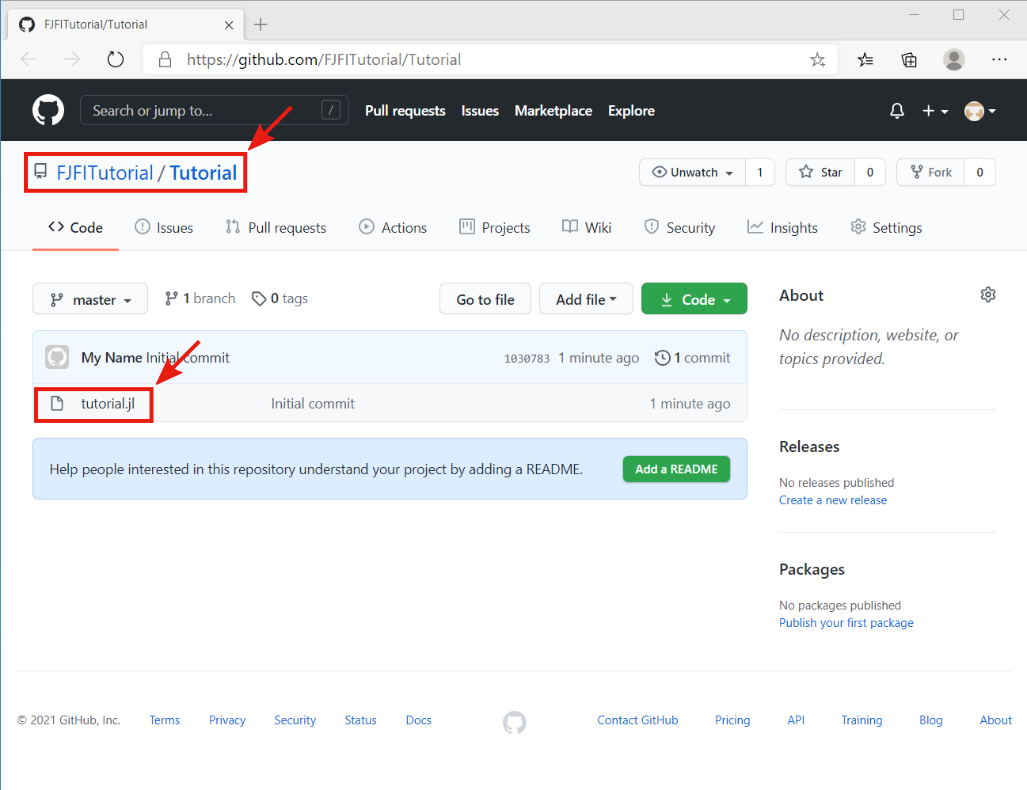 FJFITutorial/Tutorial
https://github.com/FJFITutorial/Tutorial
Search or jump to... / Pull requests Issues Marketplace Explore
FJFITutorial / Tutorial Unwatch 1 Star 0 Fork 0
Code Issues Pull requests Actions Projects Wiki Security Insights Settings
master 1 branch 0 tags Go to file Add file Code
About
No description, website, or
topics provided.
My Name Initial commit 1030783 1 minute ago 1 commit
tutorial.jl Initial commit 1 minute ago
Help people interested in this repository understand your project by adding a README. Add a README
Releases
No releases published
Create a new release
Packages
No packages published
Publish your first package
© 2021 GitHub, Inc. Terms Privacy Security Status Docs Contact GitHub Pricing API Training Blog About